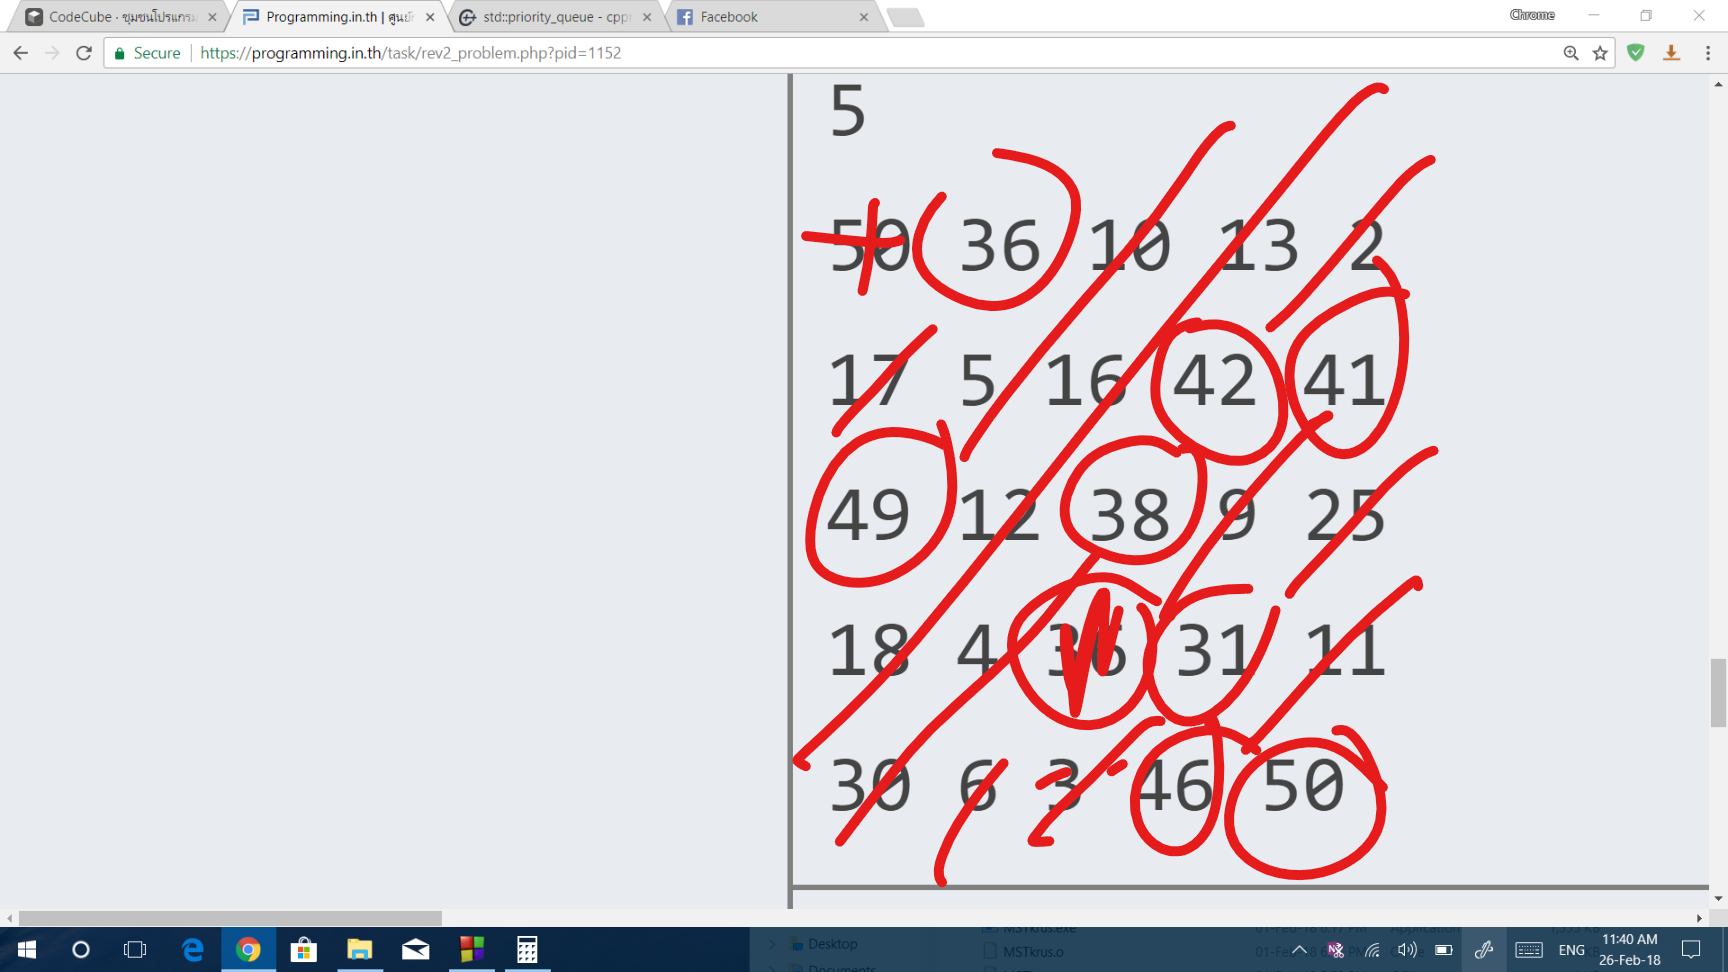 CodeCube · ชุมชนโปรแกรม
Programming.in.th | ศูนย์
std::priority_queue - cpp
Facebook
Chrome
Secure
https://programming.in.th/task/rev2_problem.php?pid=1152
5
50 36 10 13 2
17 5 16 42 41
49 12 38 9 25
18 4 36 31 11
30 6 3 46 50
Desktop
MSTkrus.o
01-Feb-18
ENG
11:40 AM
26-Feb-18